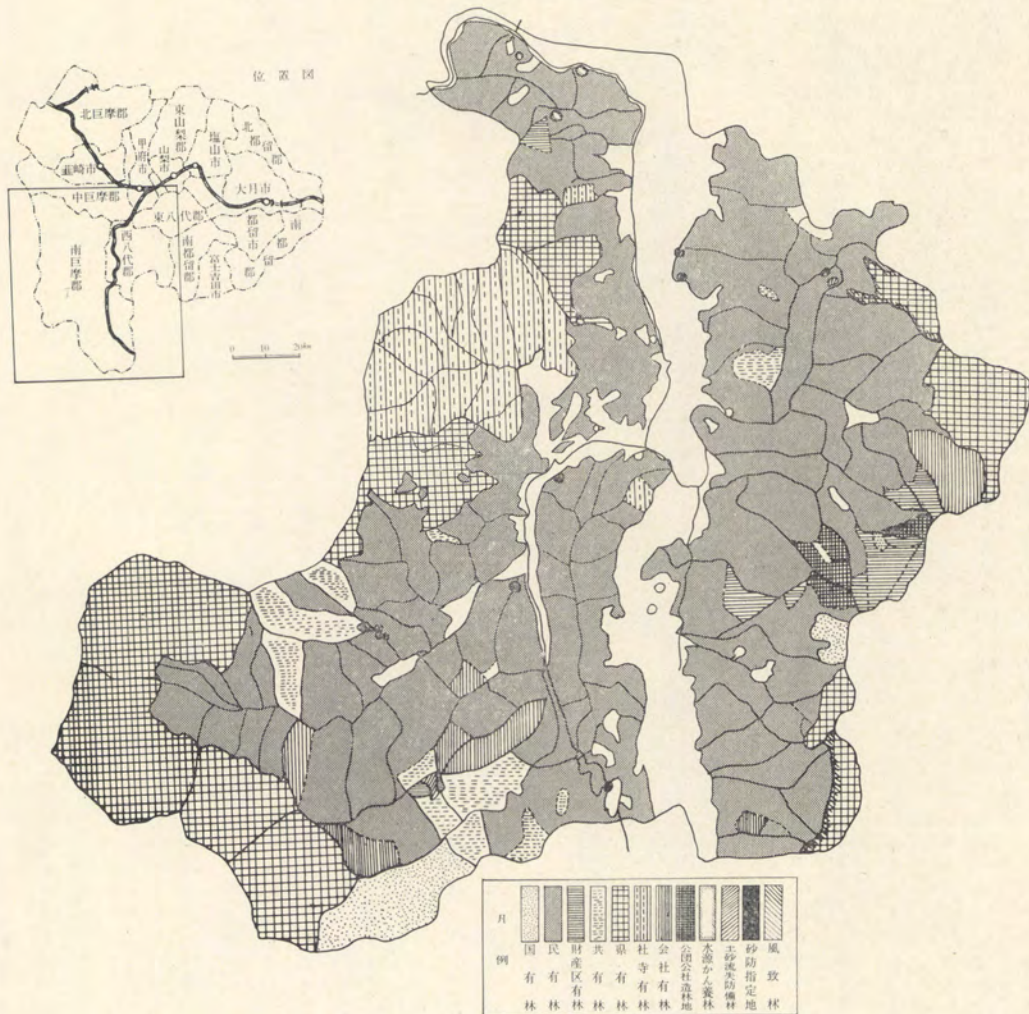 位置図
北巨摩郡
東山梨郡
塩山市
北都留郡
甲府市
山梨市
韮崎市
大月市
中巨摩郡
東八代郡
都留市
南都留郡
西八代郡
南都留郡
富士吉田市
南巨摩郡
0 10 20km
凡例
国有林
民有林
財産区有林
共有林
県有林
社寺有林
会社有林
公団公社造林地
水源かん養林
土砂流失防備林
砂防指定地
風致林